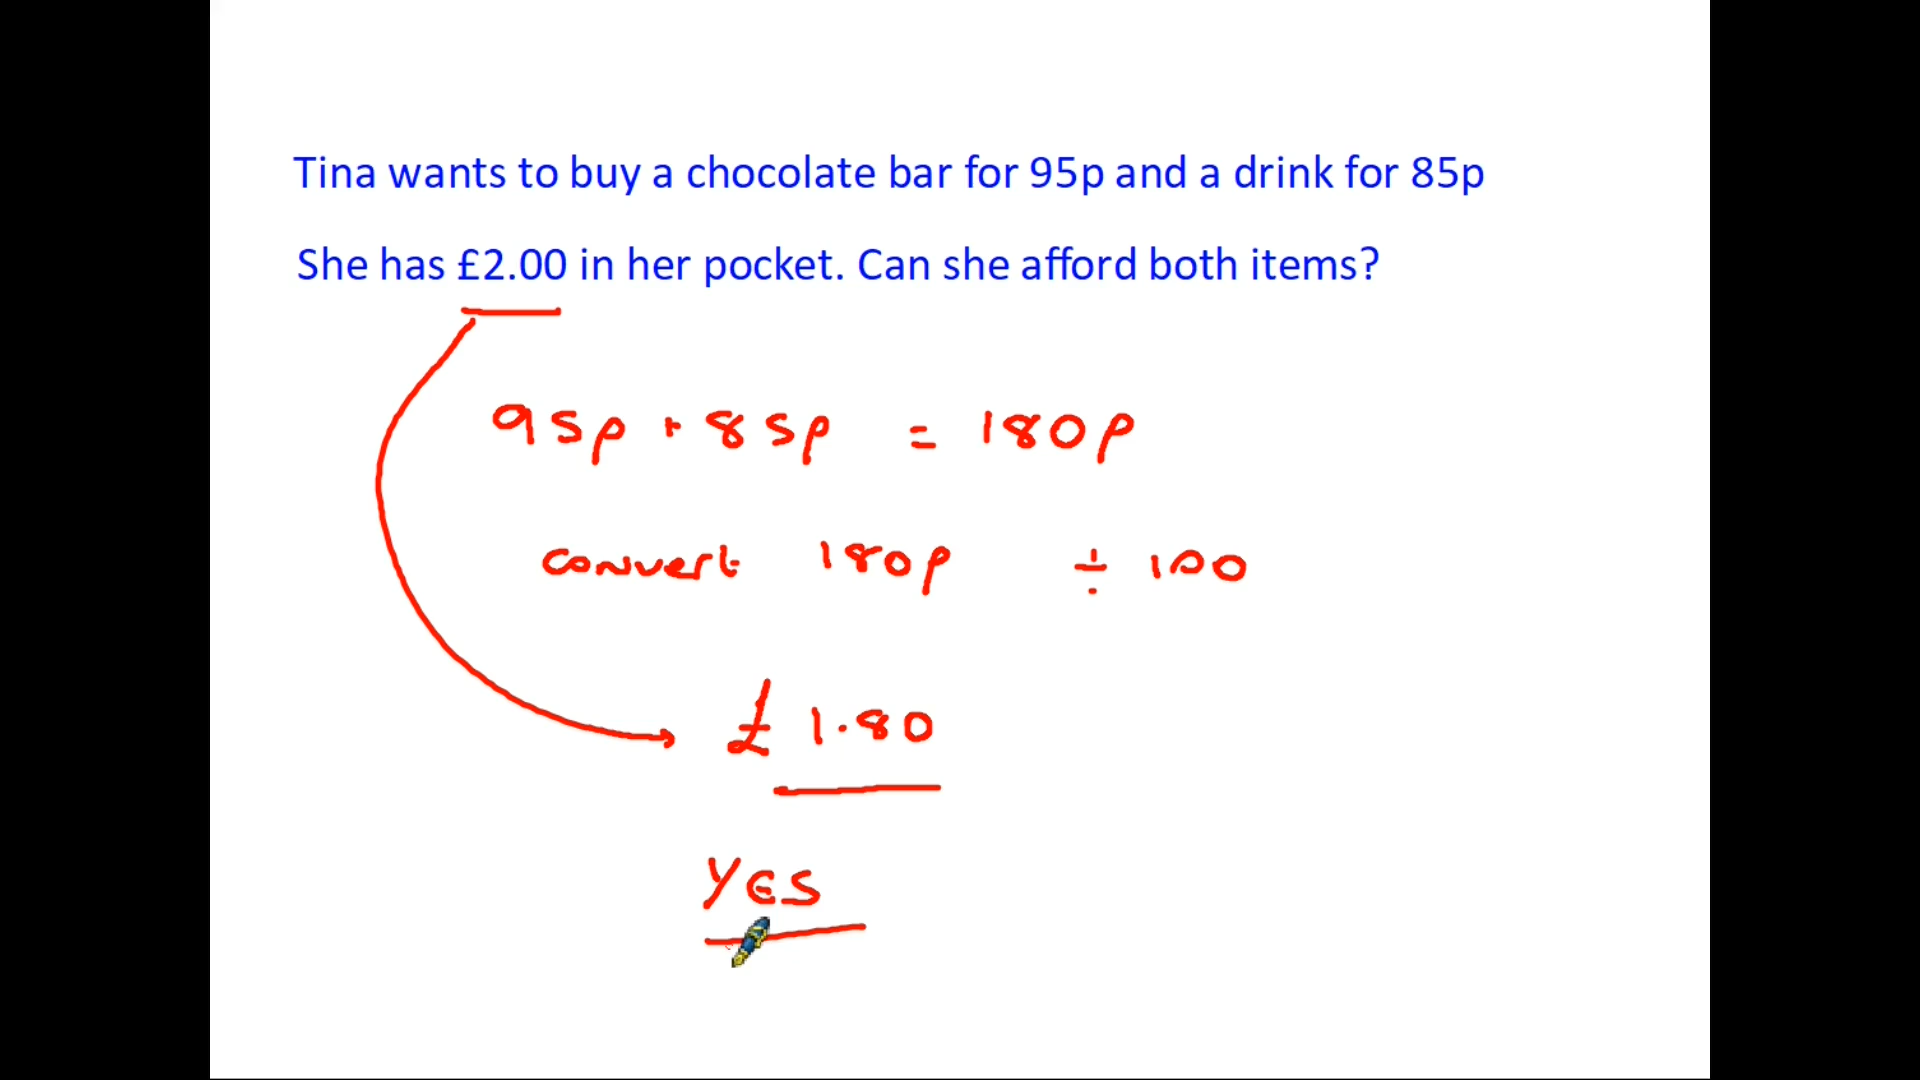 Tina wants to buy a chocolate bar for 95p and a drink for 85p
She has £2.00 in her pocket. Can she afford both items?
95p + 85p = 180p
convert 180p ÷ 100
£1.80
YES